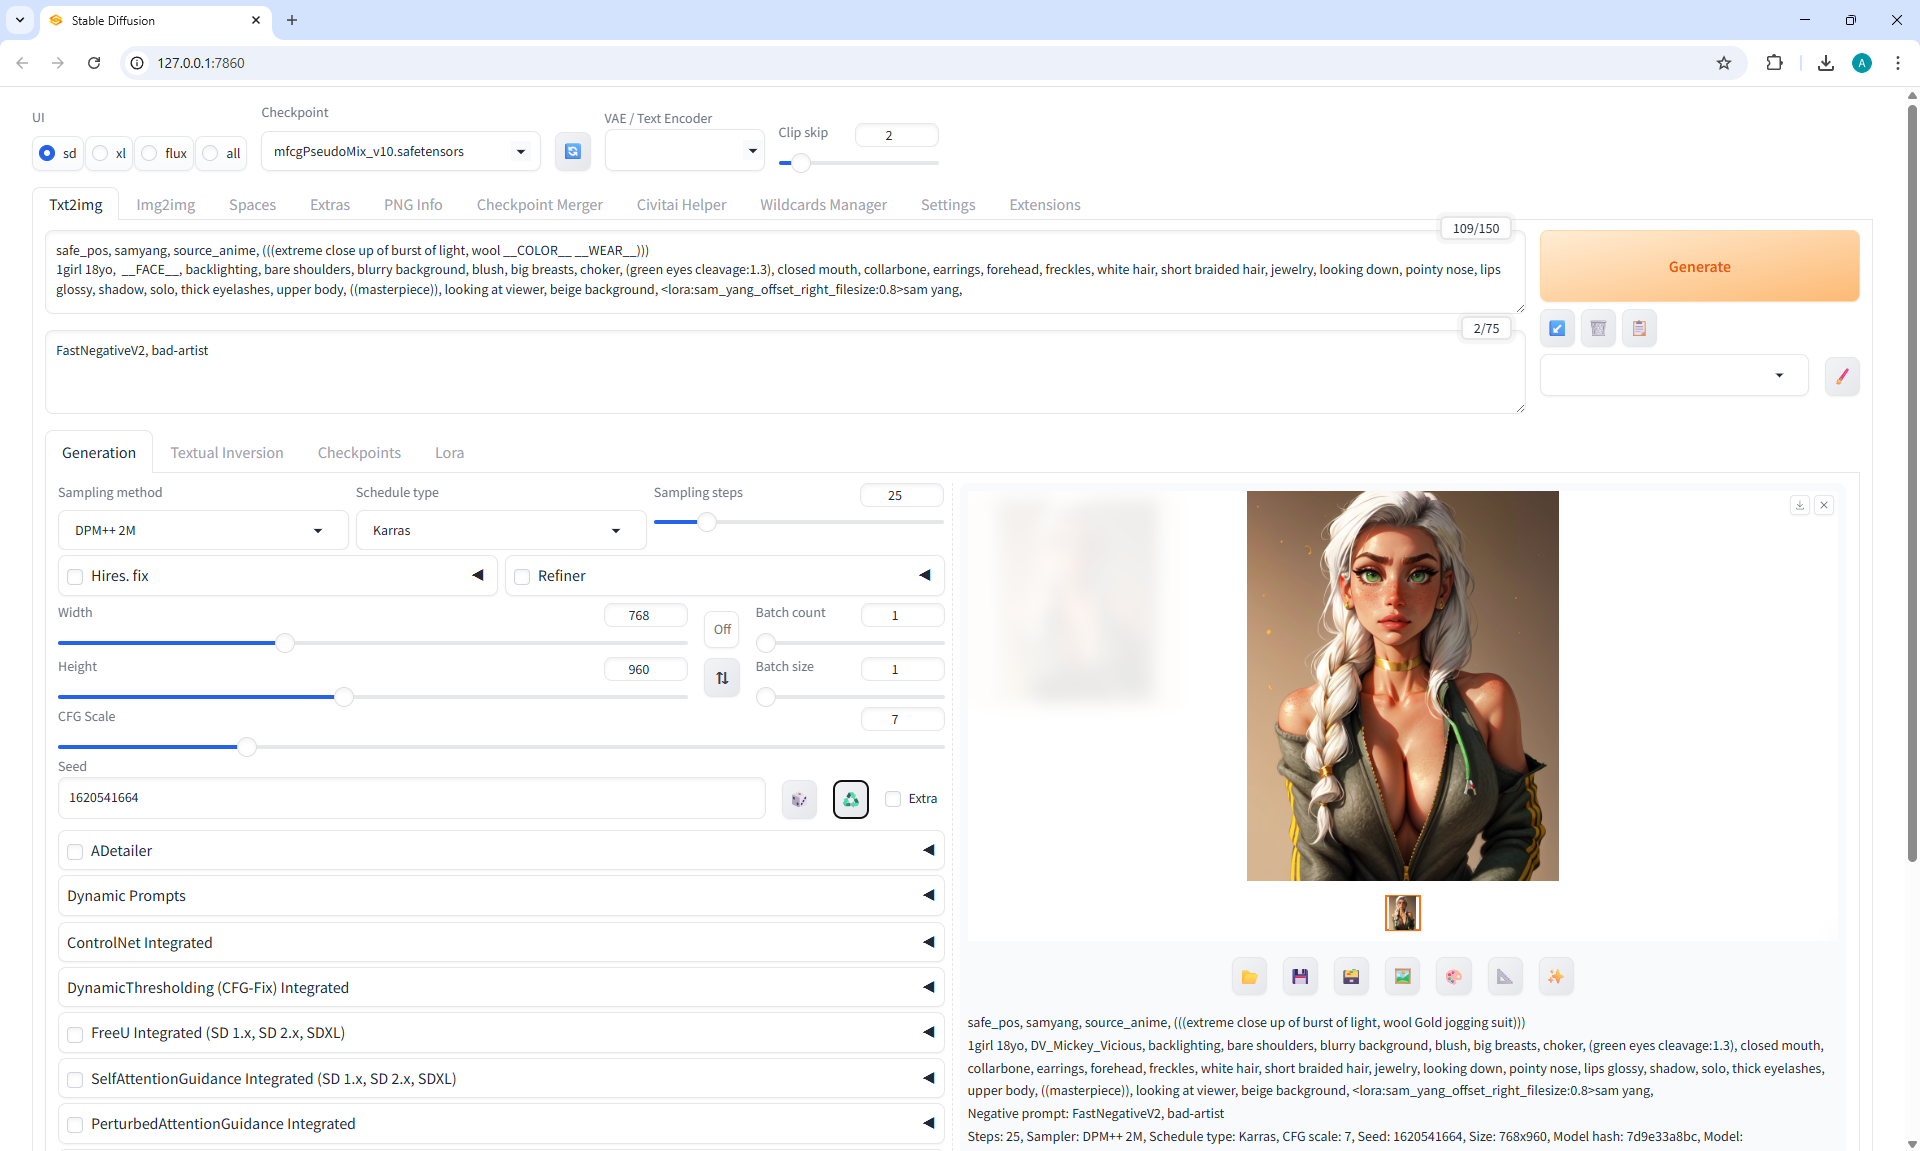 Stable Diffusion
127.0.0.1:7860
A
UI
sd xl flux all
Checkpoint
mfcgPseudoMix_v10.safetensors
VAE / Text Encoder
Clip skip
2
Txt2img Img2img Spaces Extras PNG Info Checkpoint Merger Civitai Helper Wildcards Manager Settings Extensions
109/150
safe_pos, samyang, source_anime, (((extreme close up of burst of light, wool __COLOR__ __WEAR__)))
1girl 18yo, __FACE__, backlighting, bare shoulders, blurry background, blush, big breasts, choker, (green eyes cleavage:1.3), closed mouth, collarbone, earrings, forehead, freckles, white hair, short braided hair, jewelry, looking down, pointy nose, lips
glossy, shadow, solo, thick eyelashes, upper body, ((masterpiece)), looking at viewer, beige background, <lora:sam_yang_offset_right_filesize:0.8>sam yang,
Generate
2/75
FastNegativeV2, bad-artist
Generation Textual Inversion Checkpoints Lora
Sampling method
DPM++ 2M
Schedule type
Karras
Sampling steps
25
Hires. fix
Refiner
Width
768
Off
Batch count
1
Height
960
Batch size
1
CFG Scale
7
Seed
1620541664
Extra
ADetailer
Dynamic Prompts
ControlNet Integrated
DynamicThresholding (CFG-Fix) Integrated
FreeU Integrated (SD 1.x, SD 2.x, SDXL)
SelfAttentionGuidance Integrated (SD 1.x, SD 2.x, SDXL)
PerturbedAttentionGuidance Integrated
safe_pos, samyang, source_anime, (((extreme close up of burst of light, wool Gold jogging suit)))
1girl 18yo, DV_Mickey_Vicious, backlighting, bare shoulders, blurry background, blush, big breasts, choker, (green eyes cleavage:1.3), closed mouth,
collarbone, earrings, forehead, freckles, white hair, short braided hair, jewelry, looking down, pointy nose, lips glossy, shadow, solo, thick eyelashes,
upper body, ((masterpiece)), looking at viewer, beige background, <lora:sam_yang_offset_right_filesize:0.8>sam yang,
Negative prompt: FastNegativeV2, bad-artist
Steps: 25, Sampler: DPM++ 2M, Schedule type: Karras, CFG scale: 7, Seed: 1620541664, Size: 768x960, Model hash: 7d9e33a8bc, Model: